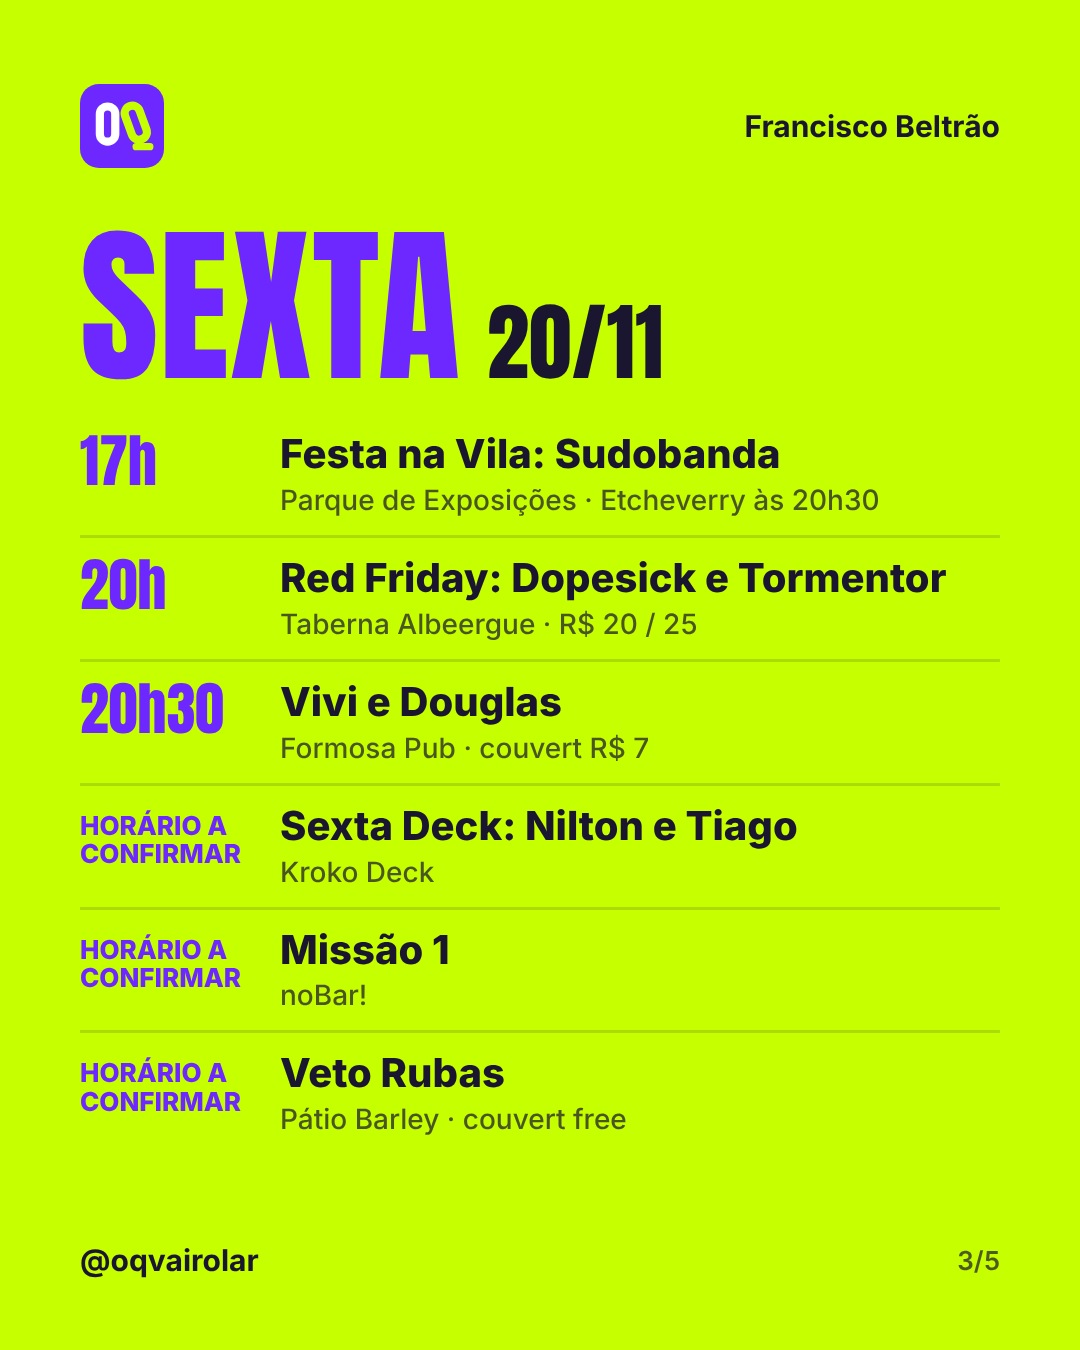 OQ
Francisco Beltrão
SEXTA 20/11
17h
Festa na Vila: Sudobanda
Parque de Exposições · Etcheverry às 20h30
20h
Red Friday: Dopesick e Tormentor
Taberna Albeergue · R$ 20 / 25
20h30
Vivi e Douglas
Formosa Pub · couvert R$ 7
HORÁRIO A
CONFIRMAR
Sexta Deck: Nilton e Tiago
Kroko Deck
HORÁRIO A
CONFIRMAR
Missão 1
noBar!
HORÁRIO A
CONFIRMAR
Veto Rubas
Pátio Barley · couvert free
@oqvairolar
3/5